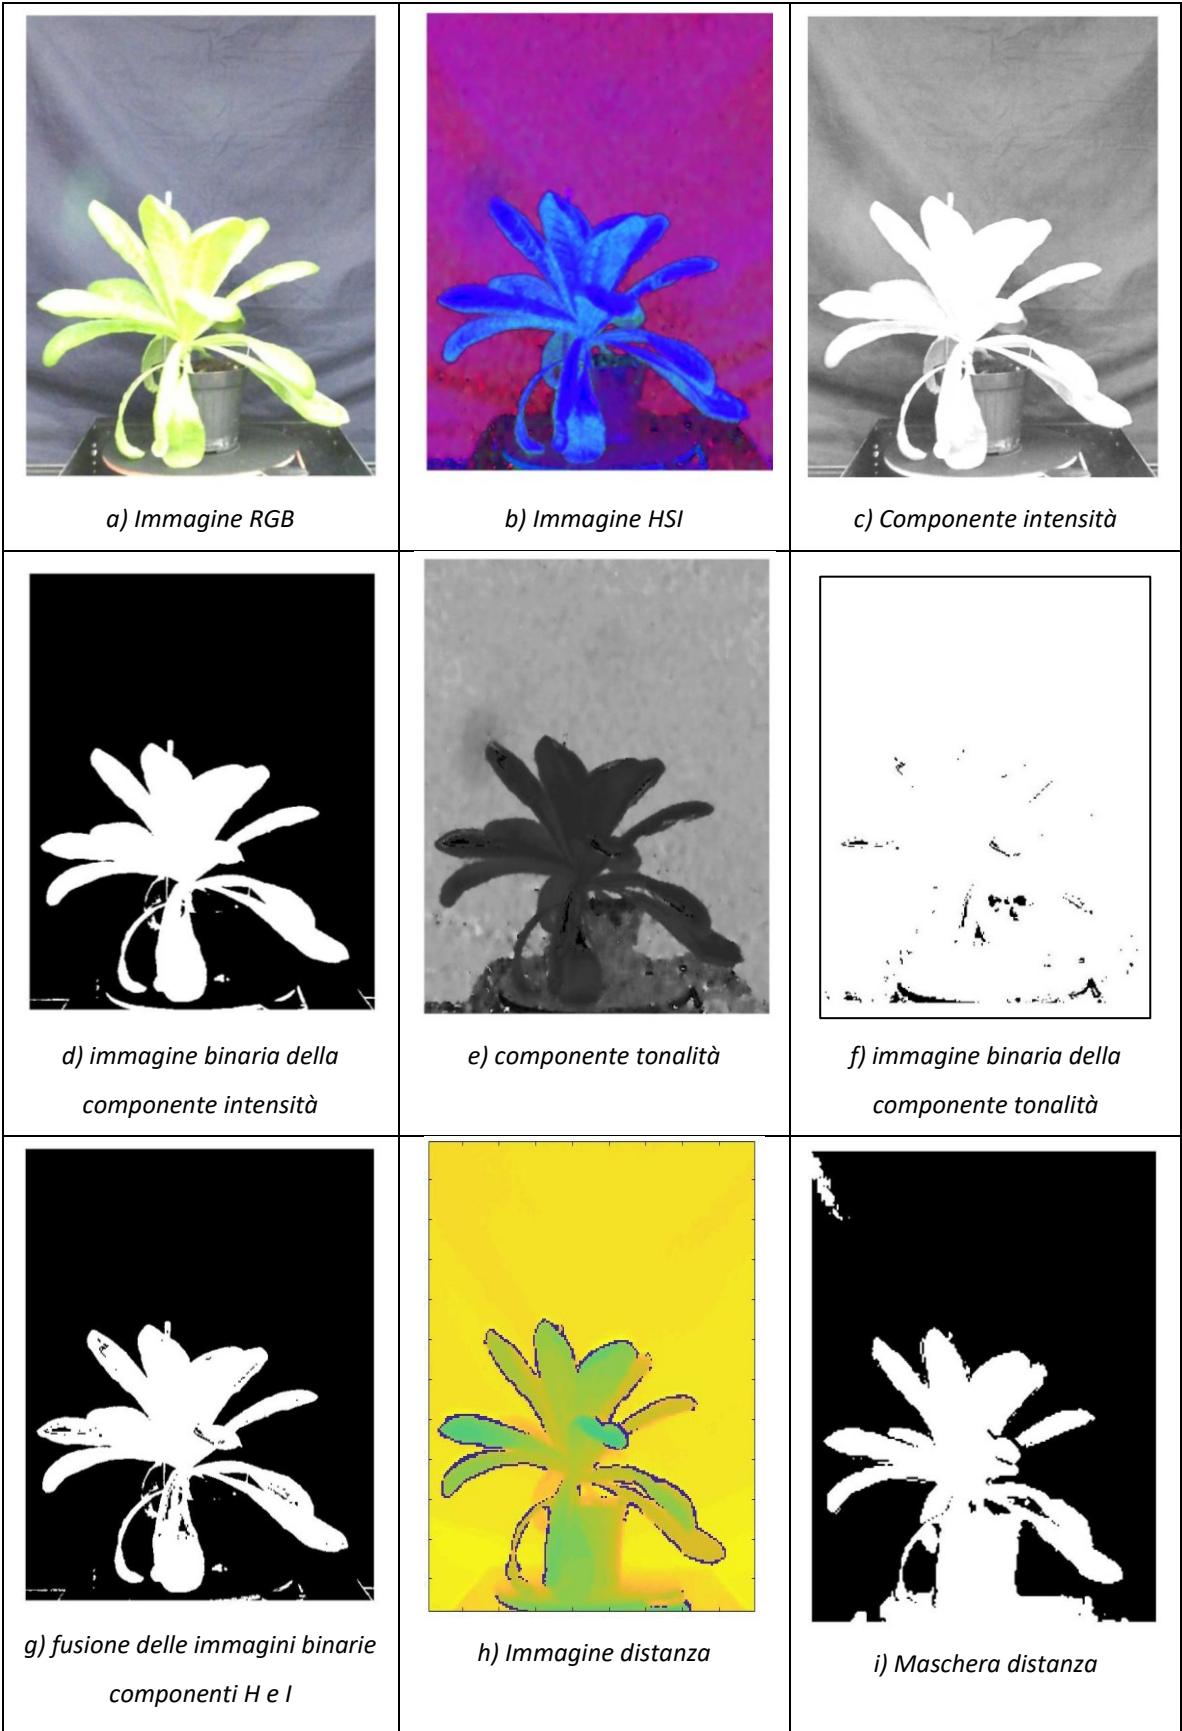 a) Immagine RGB
b) Immagine HSI
c) Componente intensità
d) immagine binaria della
componente intensità
e) componente tonalità
f) immagine binaria della
componente tonalità
g) fusione delle immagini binarie
componenti H e I
h) Immagine distanza
i) Maschera distanza